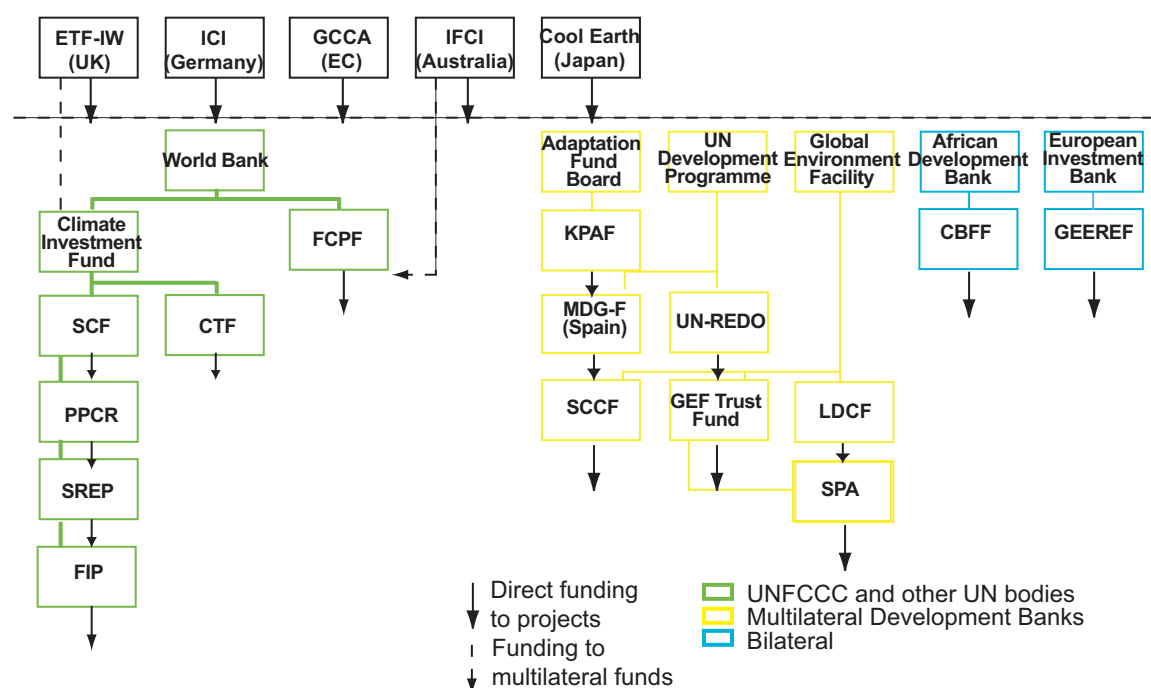 ETF-IW
(UK)
ICI
(Germany)
GCCA
(EC)
IFCI
(Australia)
Cool Earth
(Japan)
World Bank
Adaptation
Fund
Board
UN
Development
Programme
Global
Environment
Facility
African
Development
Bank
European
Investment
Bank
Climate
Investment
Fund
FCPF
KPAF
CBFF
GEEREF
SCF
CTF
MDG-F
(Spain)
UN-REDO
PPCR
SCCF
GEF Trust
Fund
LDCF
SREP
SPA
FIP
Direct funding
to projects
Funding to
multilateral funds
UNFCCC and other UN bodies
Multilateral Development Banks
Bilateral